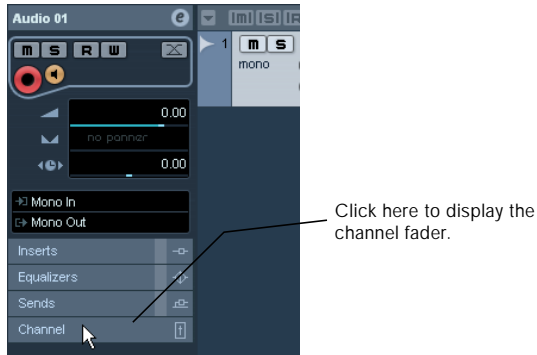 Audio 01 e
m S R W
0.00
no panner
0.00
Mono In
Mono Out
Inserts
Equalizers
Sends
Channel
m S
1 m S
mono
Click here to display the
channel fader.